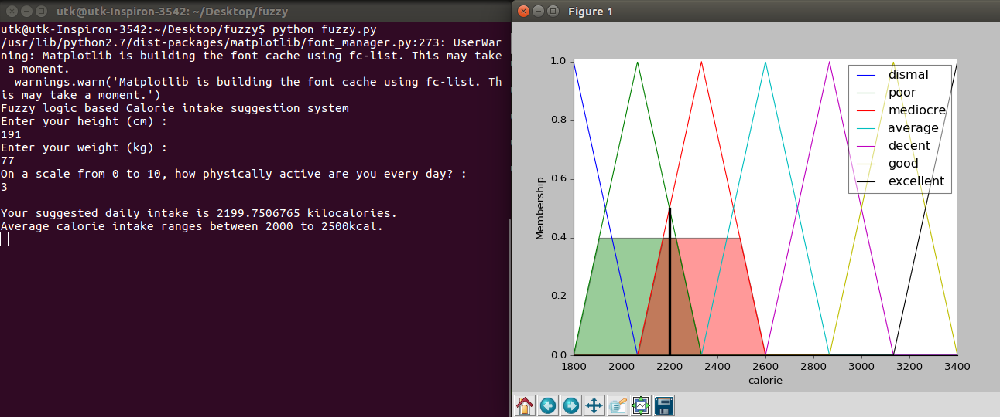 utk@utk-Inspiron-3542: ~/Desktop/fuzzy
utk@utk-Inspiron-3542:~/Desktop/fuzzy$ python fuzzy.py
/usr/lib/python2.7/dist-packages/matplotlib/font_manager.py:273: UserWar
ning: Matplotlib is building the font cache using fc-list. This may take
 a moment.
  warnings.warn('Matplotlib is building the font cache using fc-list. Th
is may take a moment.')
Fuzzy logic based Calorie intake suggestion system
Enter your height (cm) :
191
Enter your weight (kg) :
77
On a scale from 0 to 10, how physically active are you every day? :
3
Your suggested daily intake is 2199.7506765 kilocalories.
Average calorie intake ranges between 2000 to 2500kcal.
Figure 1
1.0
0.8
0.6
0.4
0.2
0.0
Membership
dismal
poor
mediocre
average
decent
good
excellent
1800 2000 2200 2400 2600 2800 3000 3200 3400
calorie